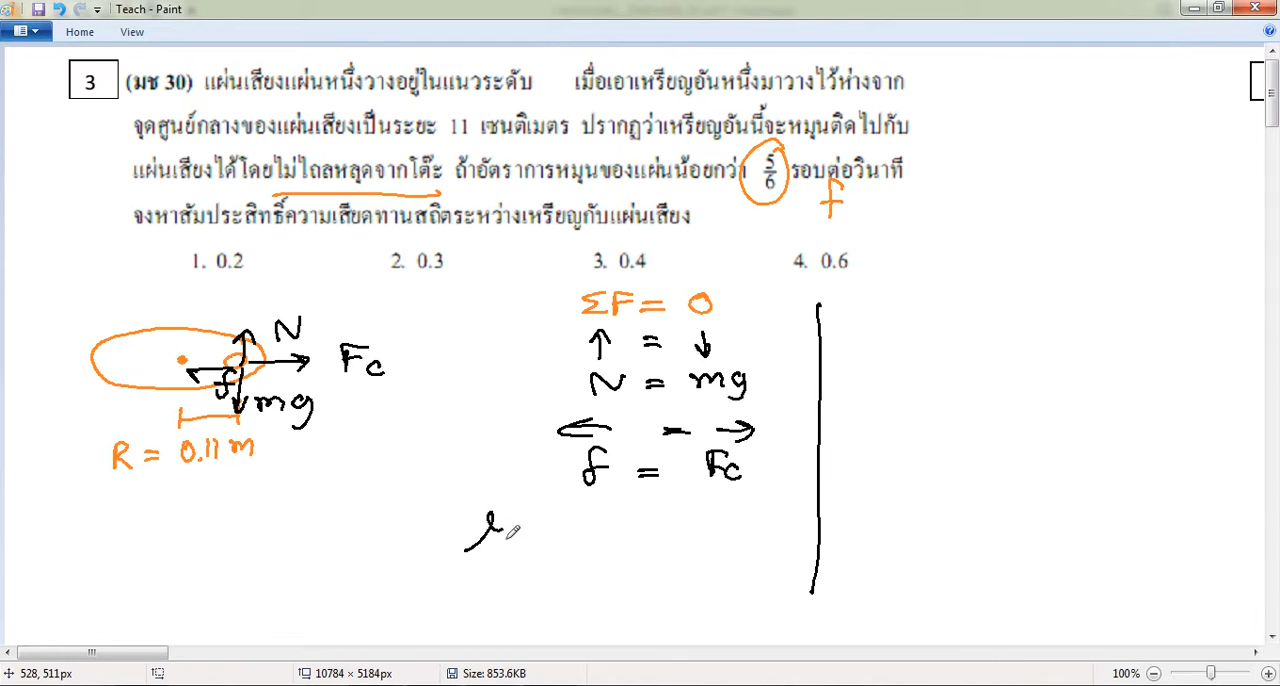 Teach - Paint
Home View
3 (มช 30) แผ่นเสียงแผ่นหนึ่งวางอยู่ในแนวระดับ เมื่อเอาเหรียญอันหนึ่งมาวางไว้ห่างจาก
จุดศูนย์กลางของแผ่นเสียงเป็นระยะ 11 เซนติเมตร ปรากฏว่าเหรียญอันนี้จะหมุนติดไปกับ
แผ่นเสียงได้โดยไม่ไถลหลุดจากโต๊ะ ถ้าอัตราการหมุนของแผ่นน้อยกว่า 5/6 รอบต่อวินาที
f
จงหาสัมประสิทธิ์ความเสียดทานสถิตระหว่างเหรียญกับแผ่นเสียง
1. 0.2 2. 0.3 3. 0.4 4. 0.6
ΣF = 0
N
↑ = ↓
Fc
N = mg
f
mg
← = →
R = 0.11 m
f = Fc
528, 511px 10784 × 5184px Size: 853.6KB 100%